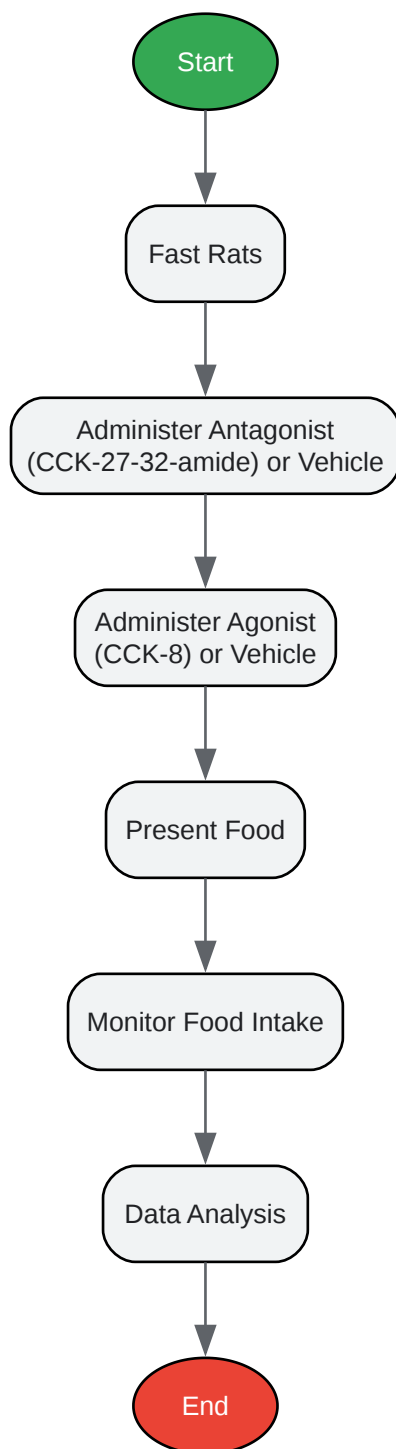 Start
Fast Rats
Administer Antagonist
(CCK-27-32-amide) or Vehicle
Administer Agonist
(CCK-8) or Vehicle
Present Food
Monitor Food Intake
Data Analysis
End